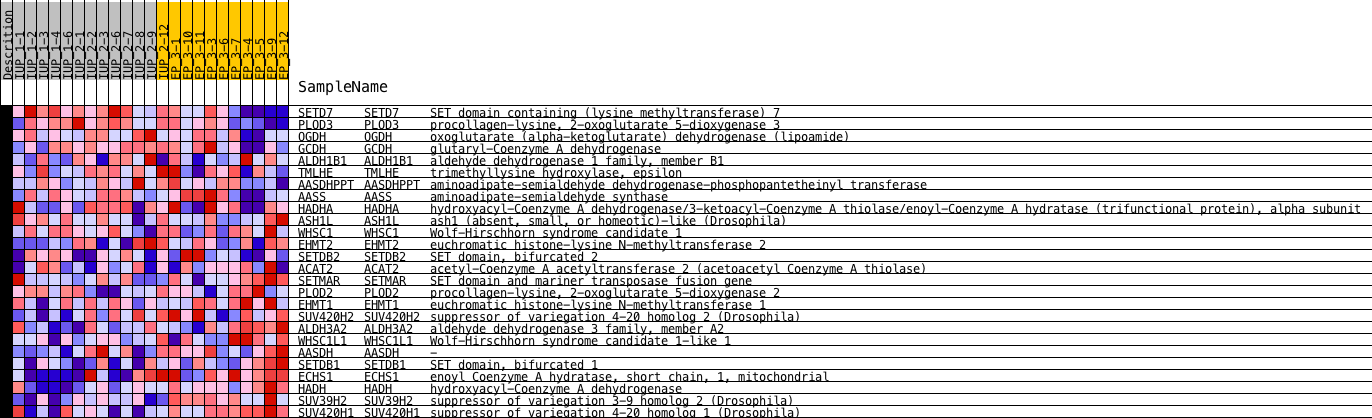 Descrition
IUP_1-1
IUP_1-2
IUP_1-3
IUP_1-4
IUP_1-6
IUP_2-1
IUP_2-2
IUP_2-3
IUP_2-6
IUP_2-7
IUP_2-8
IUP_2-9
IUP_2-12
EP_3-1
EP_3-10
EP_3-11
EP_3-3
EP_3-6
EP_3-7
EP_3-4
EP_3-5
EP_3-9
EP_3-12
SampleName
SETD7 SETD7 SET domain containing (lysine methyltransferase) 7
PLOD3 PLOD3 procollagen-lysine, 2-oxoglutarate 5-dioxygenase 3
OGDH OGDH oxoglutarate (alpha-ketoglutarate) dehydrogenase (lipoamide)
GCDH GCDH glutaryl-Coenzyme A dehydrogenase
ALDH1B1 ALDH1B1 aldehyde dehydrogenase 1 family, member B1
TMLHE TMLHE trimethyllysine hydroxylase, epsilon
AASDHPPT AASDHPPT aminoadipate-semialdehyde dehydrogenase-phosphopantetheinyl transferase
AASS AASS aminoadipate-semialdehyde synthase
HADHA HADHA hydroxyacyl-Coenzyme A dehydrogenase/3-ketoacyl-Coenzyme A thiolase/enoyl-Coenzyme A hydratase (trifunctional protein), alpha subunit
ASH1L ASH1L ash1 (absent, small, or homeotic)-like (Drosophila)
WHSC1 WHSC1 Wolf-Hirschhorn syndrome candidate 1
EHMT2 EHMT2 euchromatic histone-lysine N-methyltransferase 2
SETDB2 SETDB2 SET domain, bifurcated 2
ACAT2 ACAT2 acetyl-Coenzyme A acetyltransferase 2 (acetoacetyl Coenzyme A thiolase)
SETMAR SETMAR SET domain and mariner transposase fusion gene
PLOD2 PLOD2 procollagen-lysine, 2-oxoglutarate 5-dioxygenase 2
EHMT1 EHMT1 euchromatic histone-lysine N-methyltransferase 1
SUV420H2 SUV420H2 suppressor of variegation 4-20 homolog 2 (Drosophila)
ALDH3A2 ALDH3A2 aldehyde dehydrogenase 3 family, member A2
WHSC1L1 WHSC1L1 Wolf-Hirschhorn syndrome candidate 1-like 1
AASDH AASDH -
SETDB1 SETDB1 SET domain, bifurcated 1
ECHS1 ECHS1 enoyl Coenzyme A hydratase, short chain, 1, mitochondrial
HADH HADH hydroxyacyl-Coenzyme A dehydrogenase
SUV39H2 SUV39H2 suppressor of variegation 3-9 homolog 2 (Drosophila)
SUV420H1 SUV420H1 suppressor of variegation 4-20 homolog 1 (Drosophila)